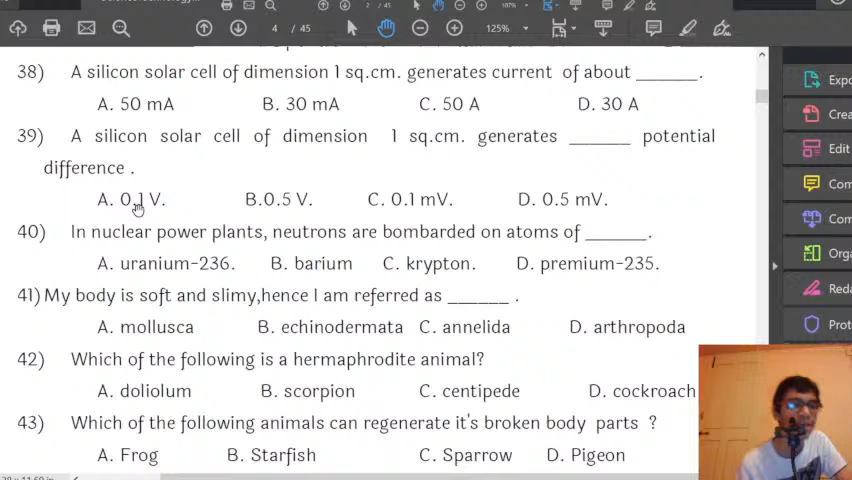 4 / 45
125%
38) A silicon solar cell of dimension 1 sq.cm. generates current of about ______.
A. 50 mA B. 30 mA C. 50 A D. 30 A
39) A silicon solar cell of dimension 1 sq.cm. generates ______ potential
difference .
A. 0.1 V. B.0.5 V. C. 0.1 mV. D. 0.5 mV.
40) In nuclear power plants, neutrons are bombarded on atoms of ______.
A. uranium-236. B. barium C. krypton. D. premium-235.
41) My body is soft and slimy,hence I am referred as ______ .
A. mollusca B. echinodermata C. annelida D. arthropoda
42) Which of the following is a hermaphrodite animal?
A. doliolum B. scorpion C. centipede D. cockroach
43) Which of the following animals can regenerate it's broken body parts ?
A. Frog B. Starfish C. Sparrow D. Pigeon
Expo
Crea
Edit
Com
Com
Orga
Reda
Prote